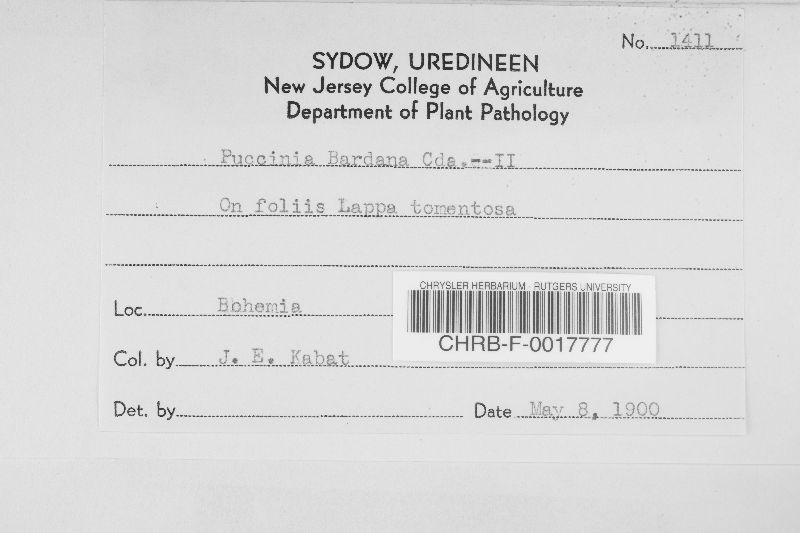 No. 1411
SYDOW, UREDINEEN
New Jersey College of Agriculture
Department of Plant Pathology
Puccinia Bardana Cda.--II
On foliis Lappa tomentosa
Loc. Bohemia
CHRYSLER HERBARIUM RUTGERS UNIVERSITY
CHRB-F-0017777
Col. by J. E. Kabat
Det. by
Date May 8, 1900